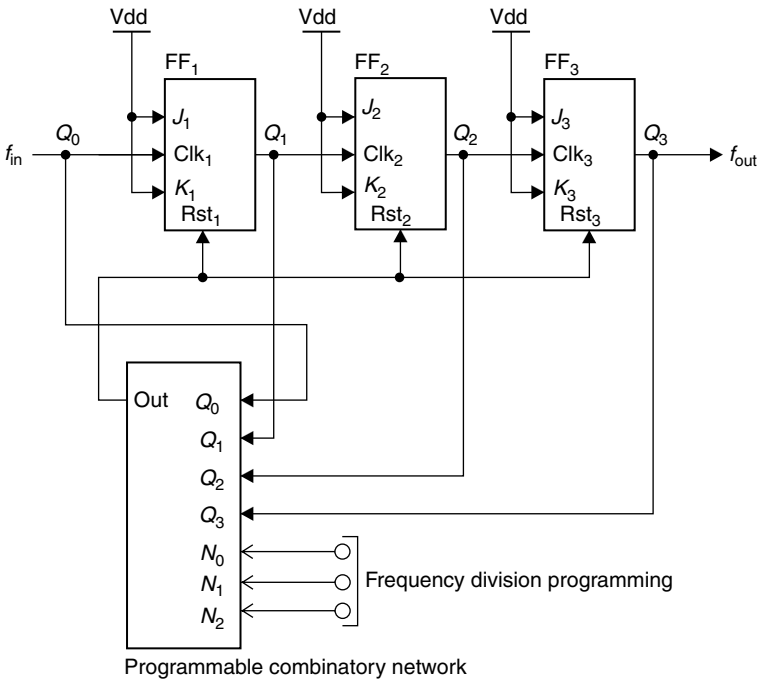 Vdd Vdd Vdd
FF1 FF2 FF3
J1 J2 J3
fin Q0 Clk1 Q1 Clk2 Q2 Clk3 Q3 fout
K1 K2 K3
Rst1 Rst2 Rst3
Out Q0
Q1
Q2
Q3
N0
N1
N2
Frequency division programming
Programmable combinatory network